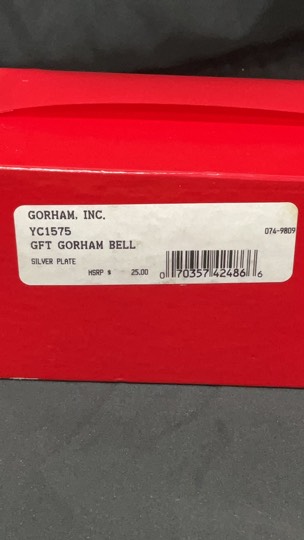 GORHAM, INC.
YC1575 074-9809
GFT GORHAM BELL
SILVER PLATE
MSRP $ 25.00 0 70357 42486 6